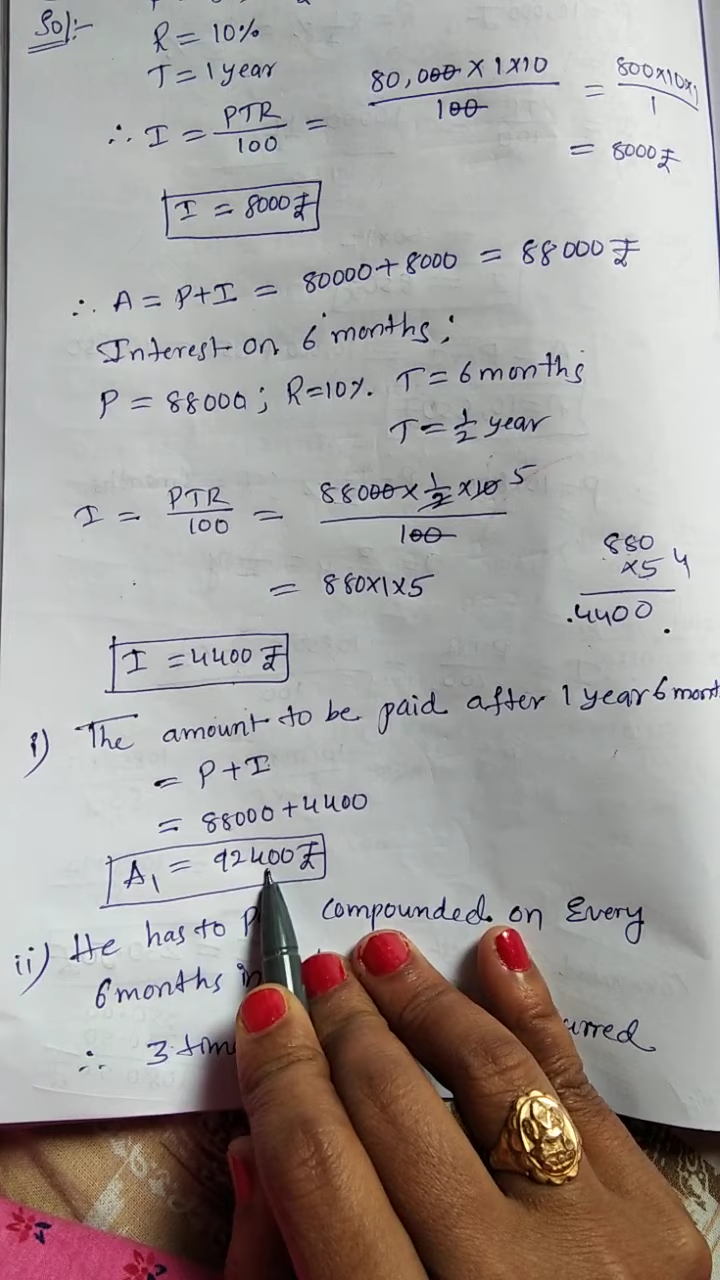 Sol:-
R = 10%
T = 1 year
∴ I = PTR/100 = 80,000 × 1 × 10/100 = 800×10×1/1
= 8000₹
I = 8000₹
∴ A = P+I = 80000+8000 = 88000₹
Interest on 6 months;
P = 88000; R=10%. T = 6 months
T = 1/2 year
I = PTR/100 = 88000 × 1/2 × 10 5/100
= 880×1×5
880
×5 4
.4400.
I = 4400₹
i) The amount to be paid after 1 year 6 mont
= P+I
= 88000 + 4400
A₁ = 92400₹
ii) He has to compounded. on Every
6 months
∴ 3